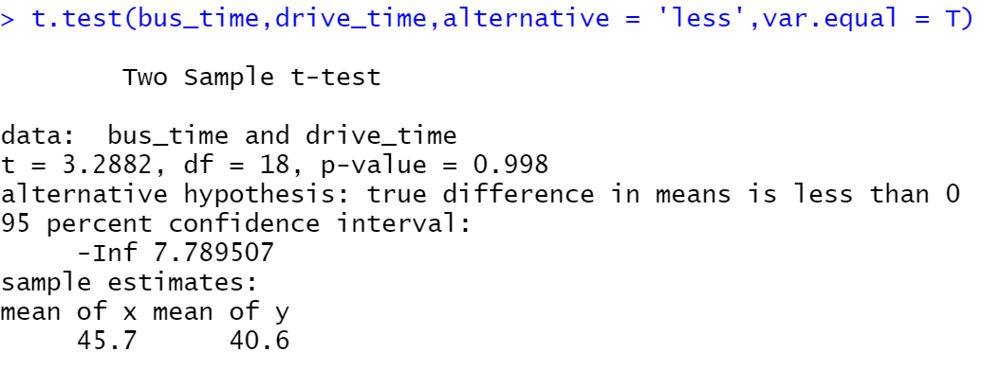 > t.test(bus_time,drive_time,alternative = 'less',var.equal = T)
Two Sample t-test
data:  bus_time and drive_time
t = 3.2882, df = 18, p-value = 0.998
alternative hypothesis: true difference in means is less than 0
95 percent confidence interval:
-Inf 7.789507
sample estimates:
mean of x mean of y
45.7      40.6